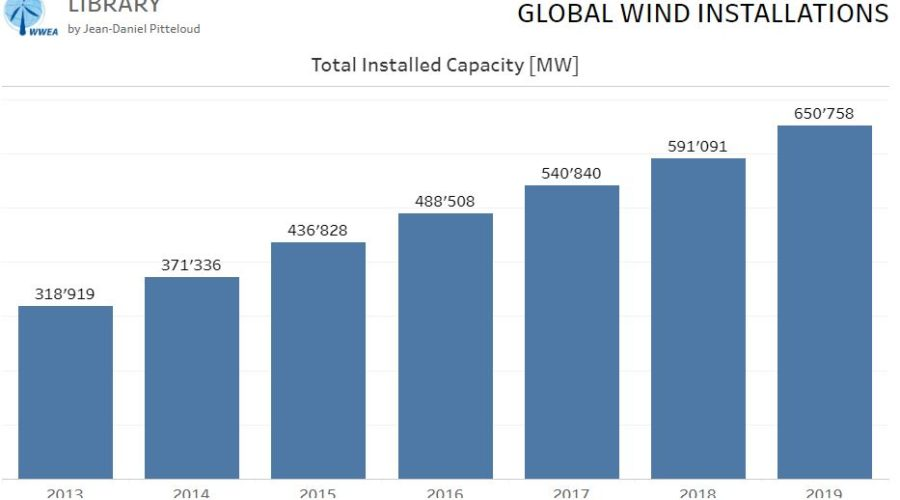 LIBRARY
GLOBAL WIND INSTALLATIONS
WWEA
by Jean-Daniel Pitteloud
Total Installed Capacity [MW]
318’919
371’336
436’828
488’508
540’840
591’091
650’758
2013
2014
2015
2016
2017
2018
2019